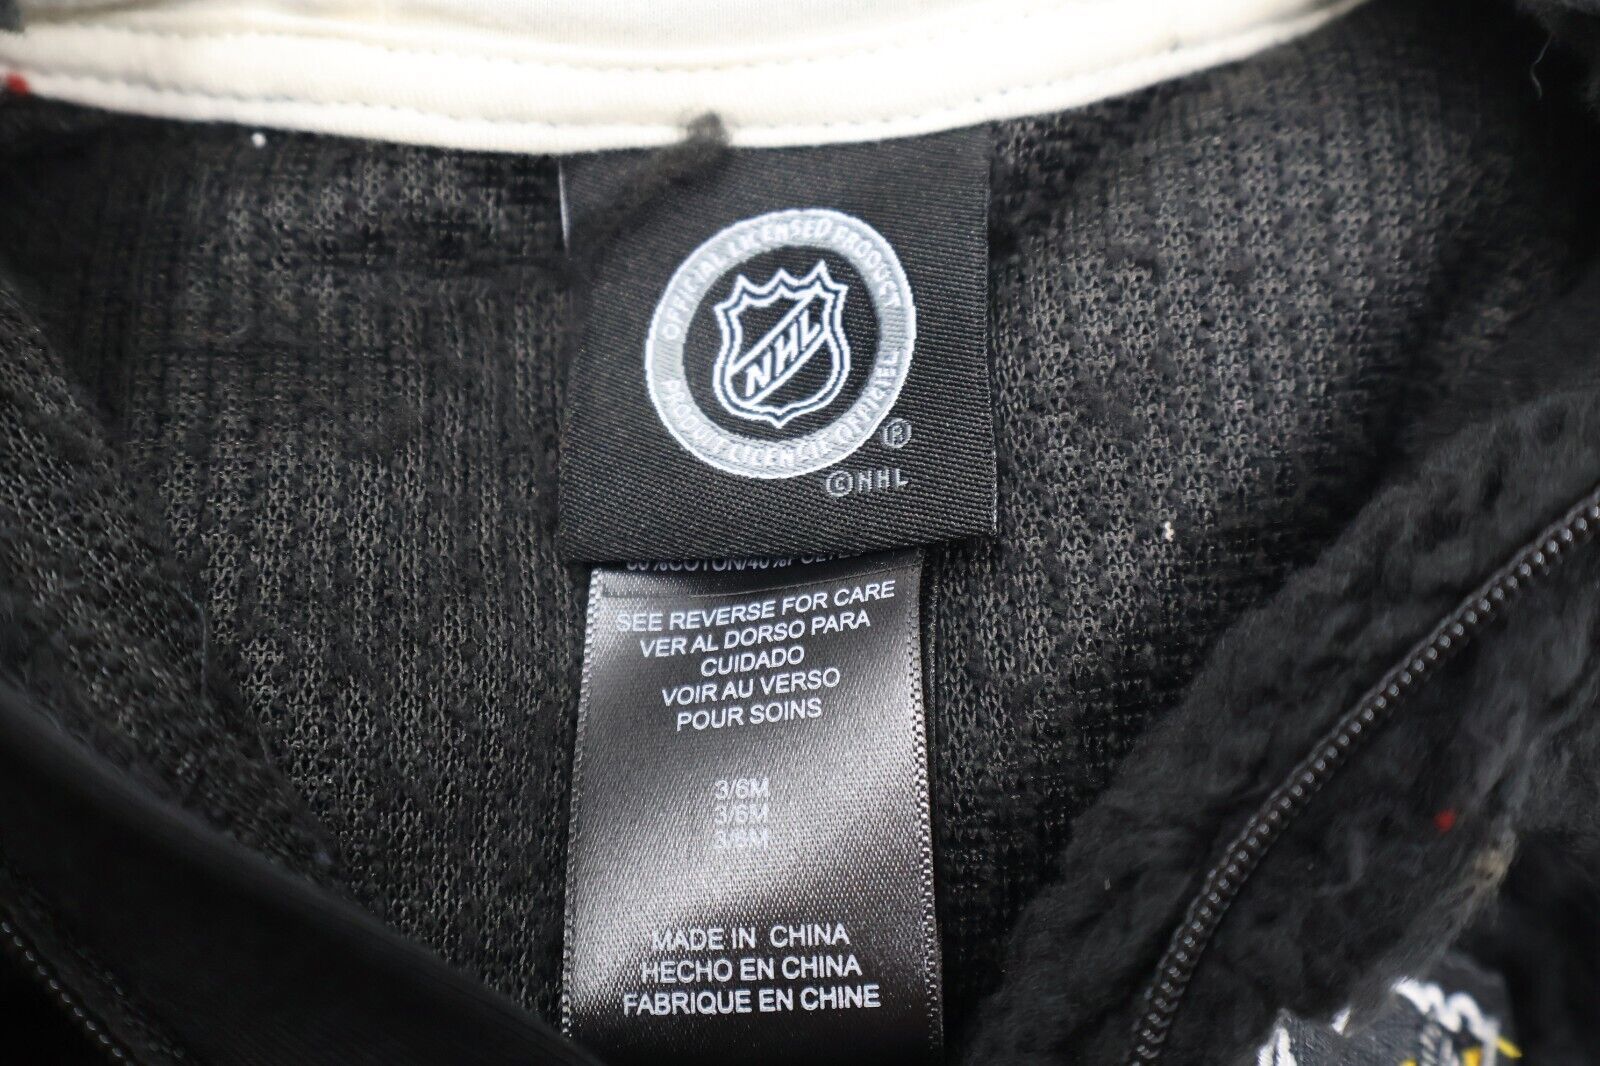 OFFICIAL LICENSED PRODUCT
NHL
PRODUIT LICENCIÉ OFFICIEL
®
©NHL
SEE REVERSE FOR CARE
VER AL DORSO PARA
CUIDADO
VOIR AU VERSO
POUR SOINS
3/6M
3/6M
3/6M
MADE IN CHINA
HECHO EN CHINA
FABRIQUE EN CHINE